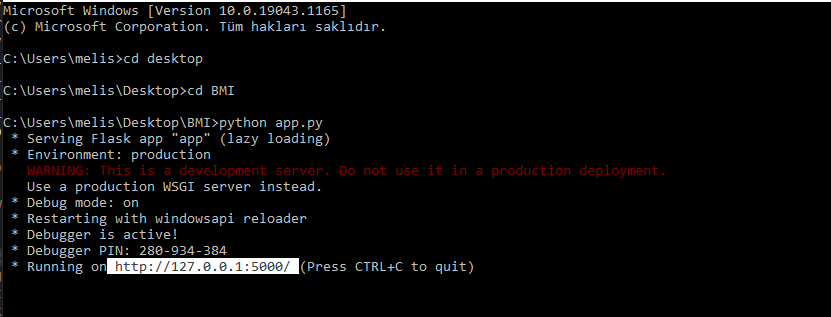 Microsoft Windows [Version 10.0.19043.1165]
(c) Microsoft Corporation. Tüm hakları saklıdır.
C:\Users\melis>cd desktop
C:\Users\melis\Desktop>cd BMI
C:\Users\melis\Desktop\BMI>python app.py
* Serving Flask app "app" (lazy loading)
* Environment: production
WARNING: This is a development server. Do not use it in a production deployment.
Use a production WSGI server instead.
* Debug mode: on
* Restarting with windowsapi reloader
* Debugger is active!
* Debugger PIN: 280-934-384
* Running on http://127.0.0.1:5000/ (Press CTRL+C to quit)